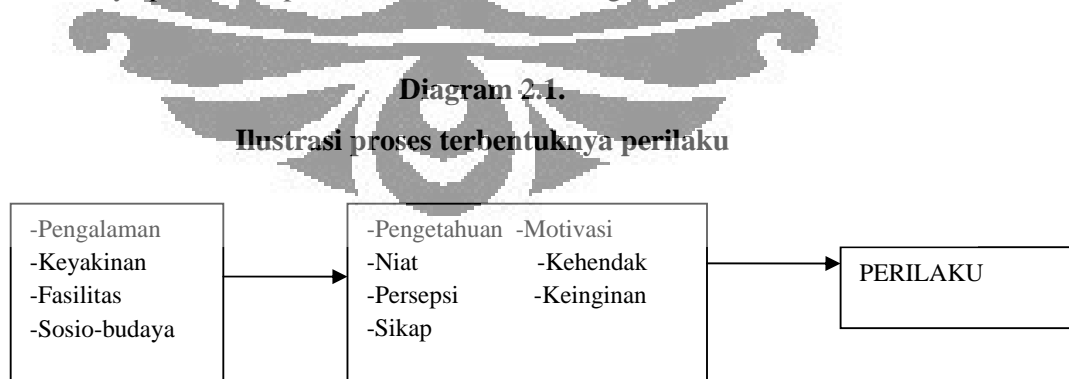 Diagram 2.1.
Ilustrasi proses terbentuknya perilaku
-Pengalaman
-Keyakinan
-Fasilitas
-Sosio-budaya
-Pengetahuan -Motivasi
-Niat -Kehendak
-Persepsi -Keinginan
-Sikap
PERILAKU